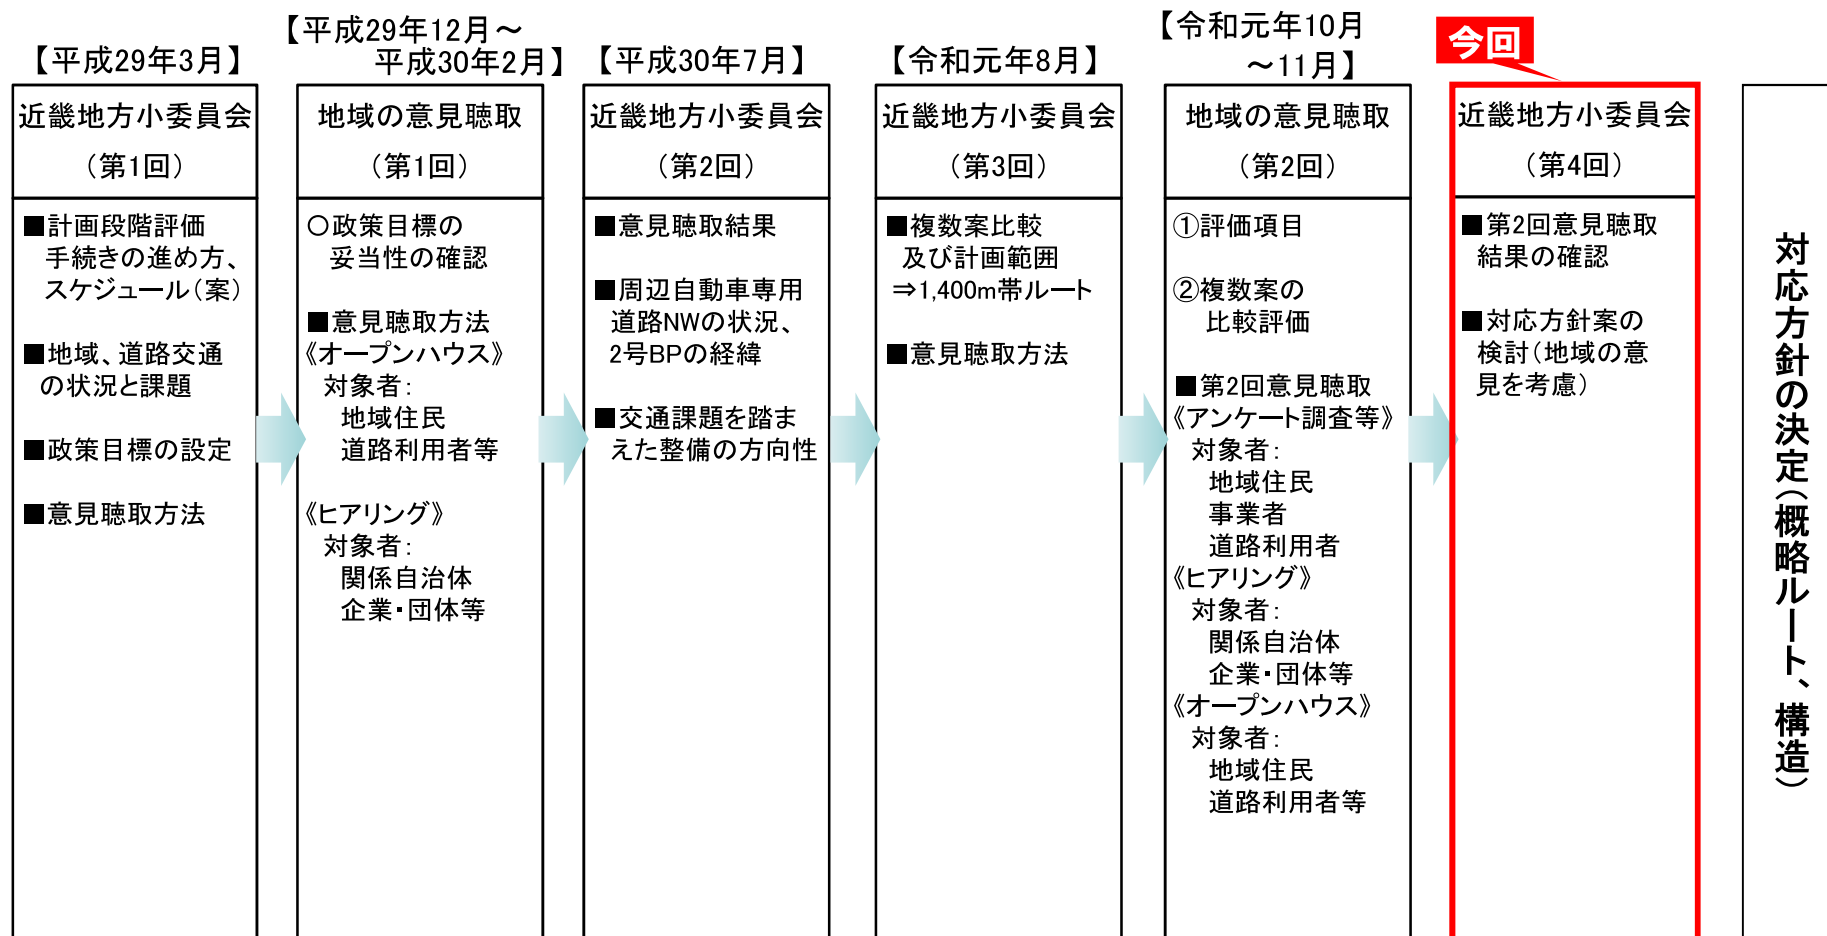 【平成29年3月】
近畿地方小委員会
（第1回）
■計画段階評価
手続きの進め方、
スケジュール（案）
■地域、道路交通
の状況と課題
■政策目標の設定
■意見聴取方法
【平成29年12月～
平成30年2月】
地域の意見聴取
（第1回）
○政策目標の
妥当性の確認
■意見聴取方法
《オープンハウス》
対象者：
地域住民
道路利用者等
《ヒアリング》
対象者：
関係自治体
企業・団体等
【平成30年7月】
近畿地方小委員会
（第2回）
■意見聴取結果
■周辺自動車専用
道路NWの状況、
2号BPの経緯
■交通課題を踏ま
えた整備の方向性
【令和元年8月】
近畿地方小委員会
（第3回）
■複数案比較
及び計画範囲
⇒1,400m帯ルート
■意見聴取方法
【令和元年10月
～11月】
地域の意見聴取
（第2回）
①評価項目
②複数案の
比較評価
■第2回意見聴取
《アンケート調査等》
対象者：
地域住民
事業者
道路利用者
《ヒアリング》
対象者：
関係自治体
企業・団体等
《オープンハウス》
対象者：
地域住民
道路利用者等
今回
近畿地方小委員会
（第4回）
■第2回意見聴取
結果の確認
■対応方針案の
検討（地域の意
見を考慮）
対応方針の決定（概略ルート、構造）